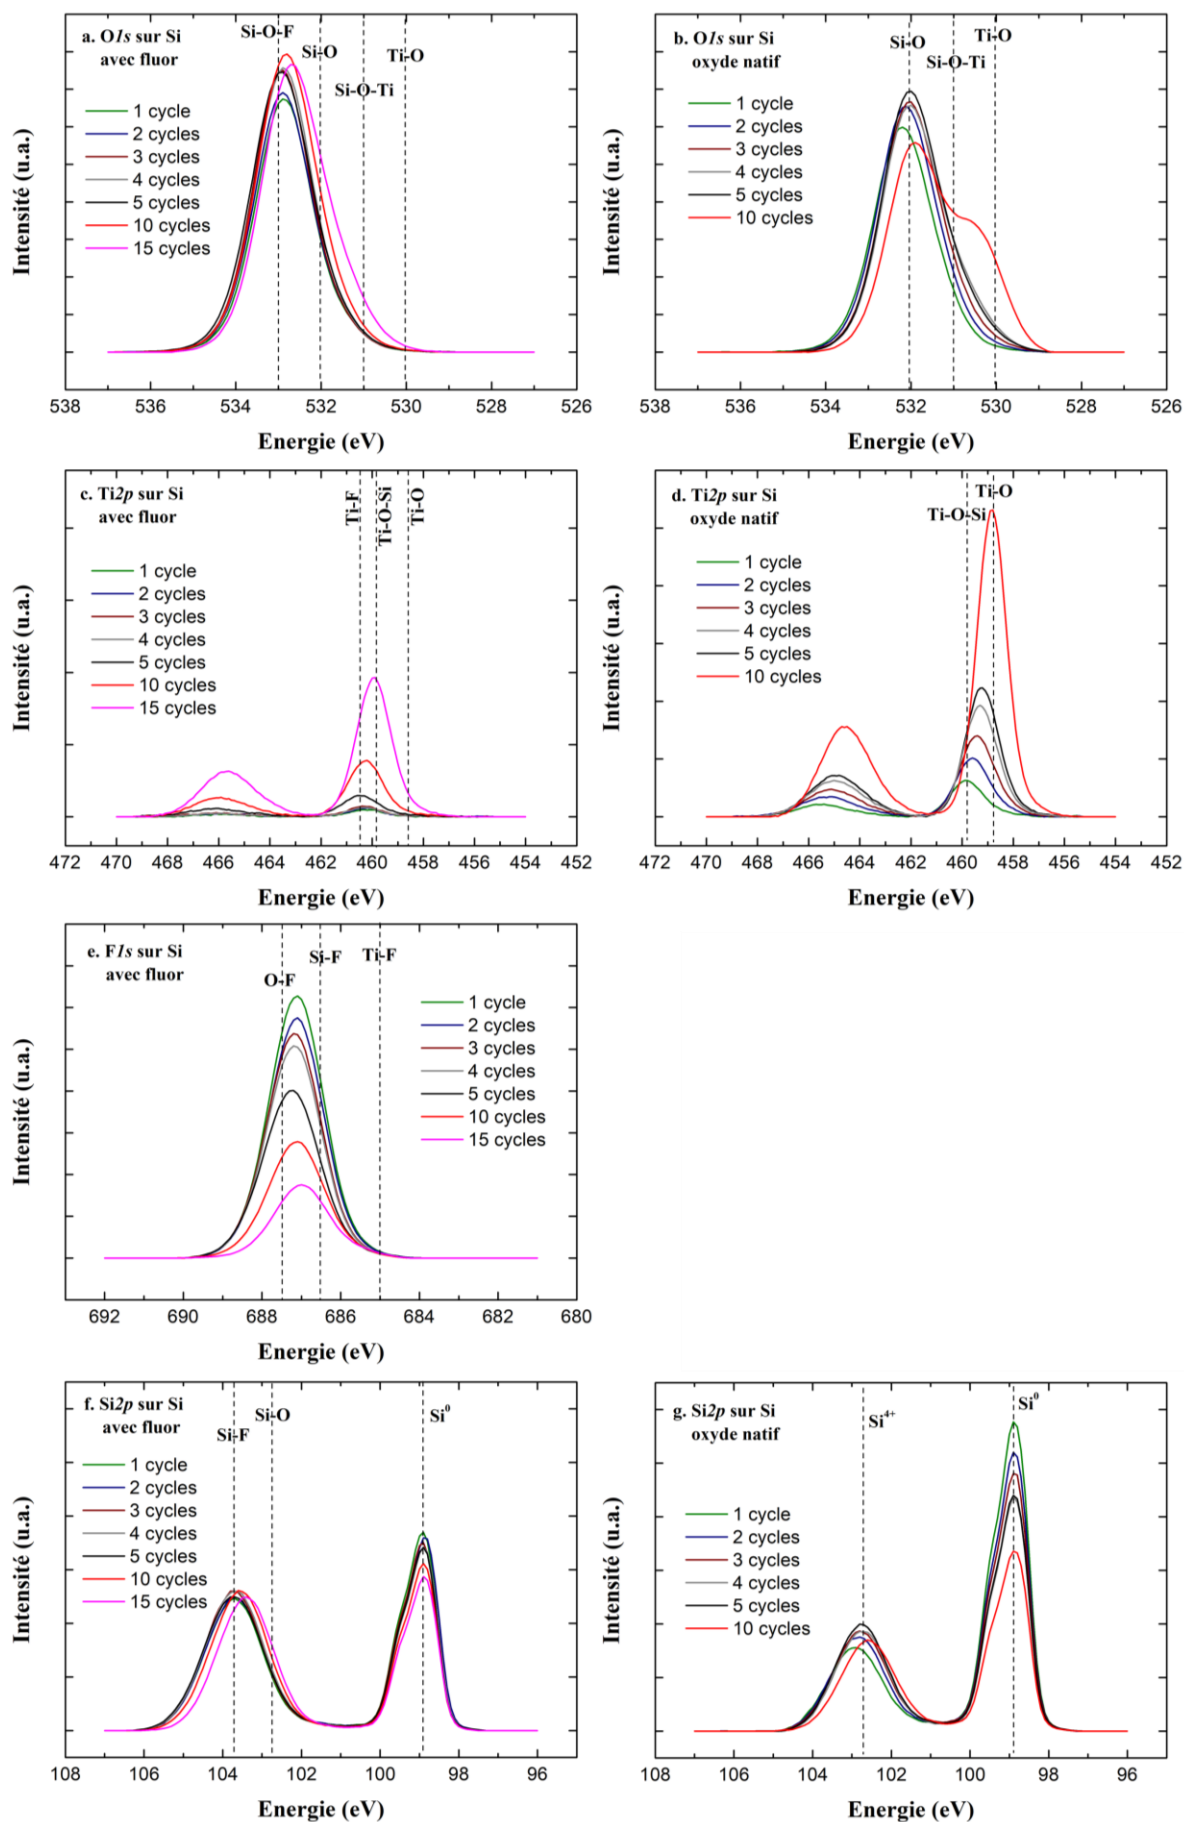 a. O1s sur Si
avec fluor
Si-O-F
Si-O
Si-O-Ti
Ti-O
1 cycle
2 cycles
3 cycles
4 cycles
5 cycles
10 cycles
15 cycles
Intensité (u.a.)
538 536 534 532 530 528 526
Energie (eV)
b. O1s sur Si
oxyde natif
Si-O
Si-O-Ti
Ti-O
1 cycle
2 cycles
3 cycles
4 cycles
5 cycles
10 cycles
Intensité (u.a.)
538 536 534 532 530 528 526
Energie (eV)
c. Ti2p sur Si
avec fluor
Ti-F
Ti-O-Si
Ti-O
1 cycle
2 cycles
3 cycles
4 cycles
5 cycles
10 cycles
15 cycles
Intensité (u.a.)
472 470 468 466 464 462 460 458 456 454 452
Energie (eV)
d. Ti2p sur Si
oxyde natif
Ti-O-Si
Ti-O
1 cycle
2 cycles
3 cycles
4 cycles
5 cycles
10 cycles
Intensité (u.a.)
472 470 468 466 464 462 460 458 456 454 452
Energie (eV)
e. F1s sur Si
avec fluor
O-F
Si-F
Ti-F
1 cycle
2 cycles
3 cycles
4 cycles
5 cycles
10 cycles
15 cycles
Intensité (u.a.)
692 690 688 686 684 682 680
Energie (eV)
f. Si2p sur Si
avec fluor
Si-F
Si-O
Si⁰
1 cycle
2 cycles
3 cycles
4 cycles
5 cycles
10 cycles
15 cycles
Intensité (u.a.)
108 106 104 102 100 98 96
Energie (eV)
g. Si2p sur Si
oxyde natif
Si⁴⁺
Si⁰
1 cycle
2 cycles
3 cycles
4 cycles
5 cycles
10 cycles
Intensité (u.a.)
108 106 104 102 100 98 96
Energie (eV)